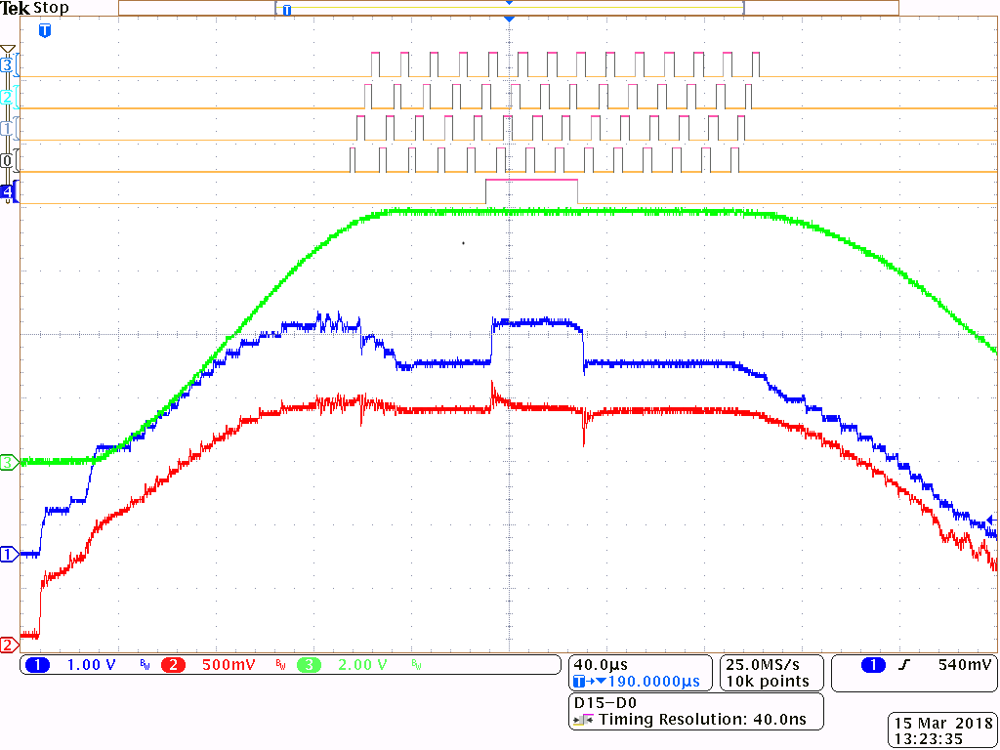 Tek Stop
T
T
3
2
1
0
4
3
1
2
1 1.00 V BW 2 500mV BW 3 2.00 V BW
40.0µs
T→▼190.0000µs
25.0MS/s
10k points
1 540mV
D15-D0
Timing Resolution: 40.0ns
15 Mar 2018
13:23:35